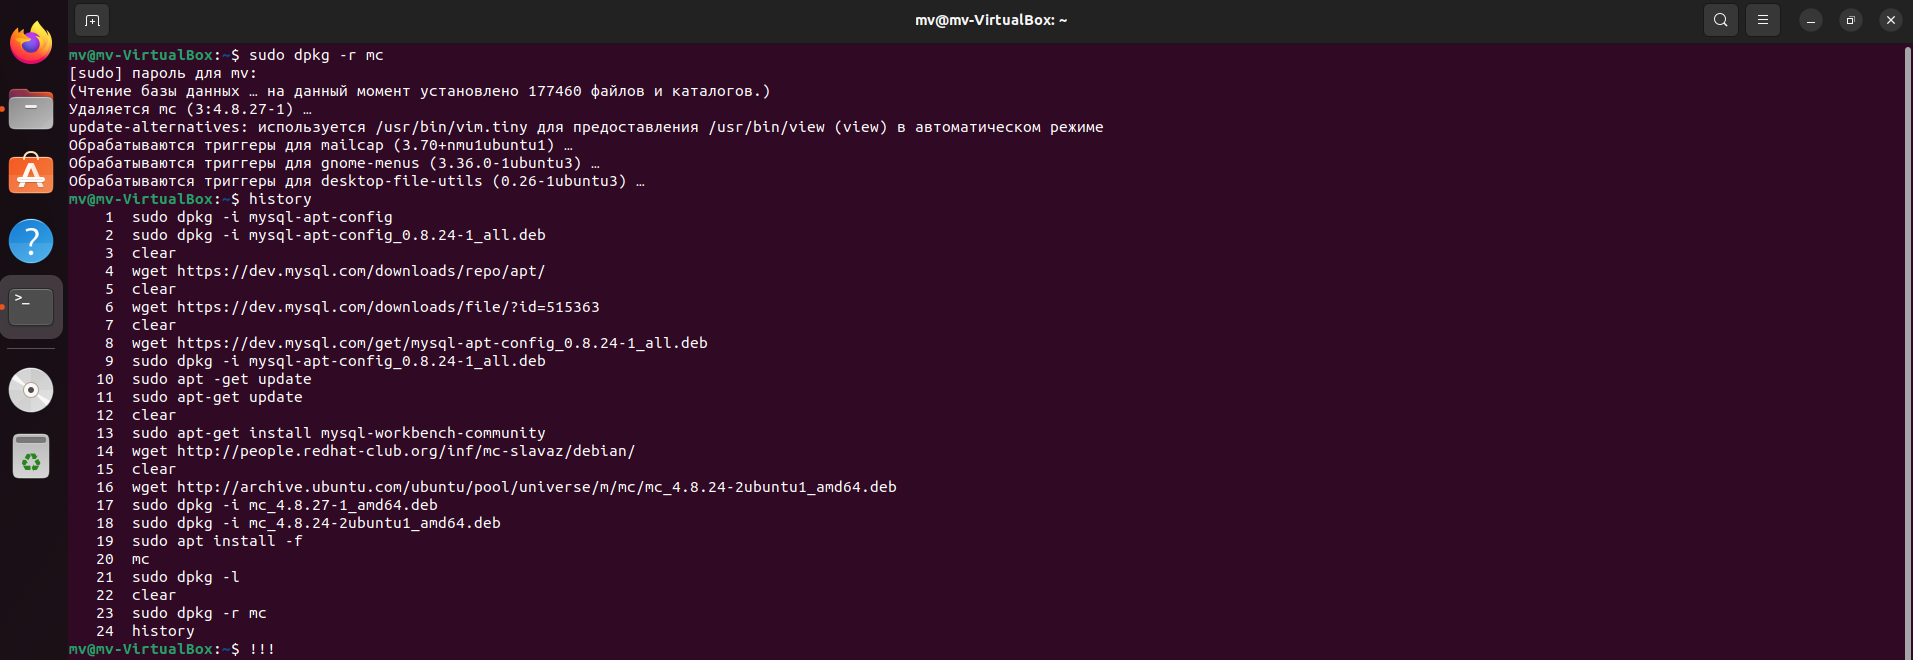 mv@mv-VirtualBox: ~
mv@mv-VirtualBox:~$ sudo dpkg -r mc
[sudo] пароль для mv:
(Чтение базы данных … на данный момент установлено 177460 файлов и каталогов.)
Удаляется mc (3:4.8.27-1) …
update-alternatives: используется /usr/bin/vim.tiny для предоставления /usr/bin/view (view) в автоматическом режиме
Обрабатываются триггеры для mailcap (3.70+nmu1ubuntu1) …
Обрабатываются триггеры для gnome-menus (3.36.0-1ubuntu3) …
Обрабатываются триггеры для desktop-file-utils (0.26-1ubuntu3) …
mv@mv-VirtualBox:~$ history
1 sudo dpkg -i mysql-apt-config
2 sudo dpkg -i mysql-apt-config_0.8.24-1_all.deb
3 clear
4 wget https://dev.mysql.com/downloads/repo/apt/
5 clear
6 wget https://dev.mysql.com/downloads/file/?id=515363
7 clear
8 wget https://dev.mysql.com/get/mysql-apt-config_0.8.24-1_all.deb
9 sudo dpkg -i mysql-apt-config_0.8.24-1_all.deb
10 sudo apt -get update
11 sudo apt-get update
12 clear
13 sudo apt-get install mysql-workbench-community
14 wget http://people.redhat-club.org/inf/mc-slavaz/debian/
15 clear
16 wget http://archive.ubuntu.com/ubuntu/pool/universe/m/mc/mc_4.8.24-2ubuntu1_amd64.deb
17 sudo dpkg -i mc_4.8.27-1_amd64.deb
18 sudo dpkg -i mc_4.8.24-2ubuntu1_amd64.deb
19 sudo apt install -f
20 mc
21 sudo dpkg -l
22 clear
23 sudo dpkg -r mc
24 history
mv@mv-VirtualBox:~$ !!!